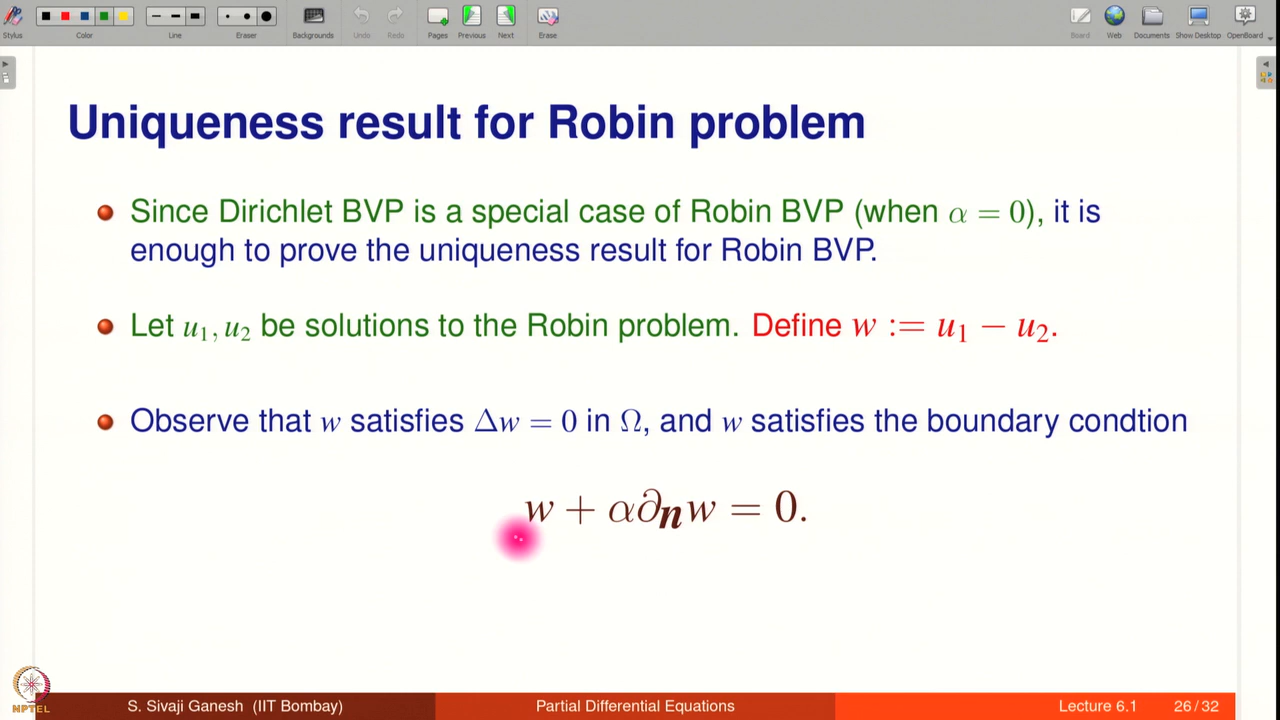 Stylus Color Line Eraser Backgrounds Undo Redo Pages Previous Next Erase Board Web Documents Show Desktop OpenBoard
Uniqueness result for Robin problem
Since Dirichlet BVP is a special case of Robin BVP (when α = 0), it is
enough to prove the uniqueness result for Robin BVP.
Let u₁, u₂ be solutions to the Robin problem. Define w := u₁ − u₂.
Observe that w satisfies Δw = 0 in Ω, and w satisfies the boundary condtion
w + α∂ₙw = 0.
NPTEL
S. Sivaji Ganesh (IIT Bombay) Partial Differential Equations Lecture 6.1 26/32